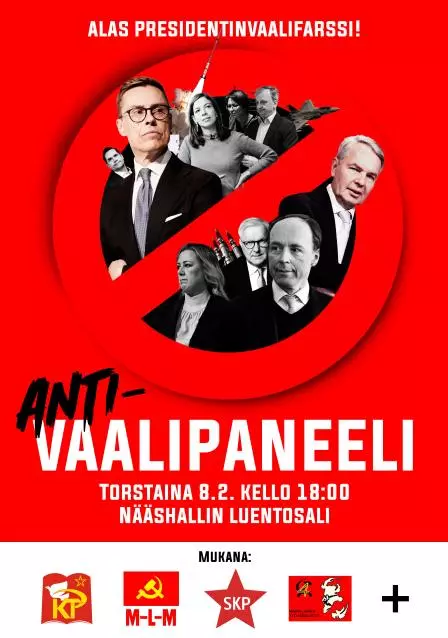 ALAS PRESIDENTINVAALIFARSSI!
ANTI-
VAALIPANEELI
TORSTAINA 8.2. KELLO 18:00
NÄÄSHALLIN LUENTOSALI
MUKANA:
KP
M-L-M
SKP
+